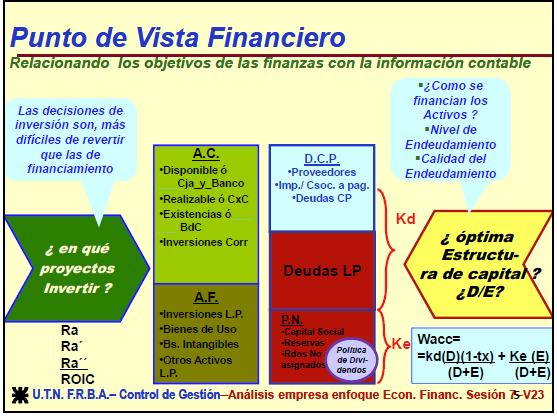 Punto de Vista Financiero
Relacionando los objetivos de las finanzas con la información contable
Las decisiones de
inversión son, más
difíciles de revertir
que las de
financiamiento
▪¿Como se
financian los
Activos ?
▪Nivel de
Endeudamiento
▪Calidad del
Endeudamiento
¿ en qué
proyectos
Invertir ?
A.C.
•Disponible ó
Cja_y_Banco
•Realizable ó CxC
•Existencias ó
BdC
•Inversiones Corr
A.F.
•Inversiones L.P.
•Bienes de Uso
•Bs. Intangibles
•Otros Activos
L.P.
D.C.P.
•Proveedores
•Imp./ Csoc. a pag.
•Deudas CP
Deudas LP
P.N.
•Capital Social
•Reservas
•Rdos No
asignados
Política
de Divi-
dendos
Kd
Ke
¿ óptima
Estructu-
ra de capital ?
¿D/E?
Ra
Ra´
Ra´´
ROIC
Wacc=
=kd(D)(1-tx) + Ke (E)
(D+E) (D+E)
U.T.N. F.R.B.A.– Control de Gestión–Análisis empresa enfoque Econ. Financ. Sesión 7 -V23
5